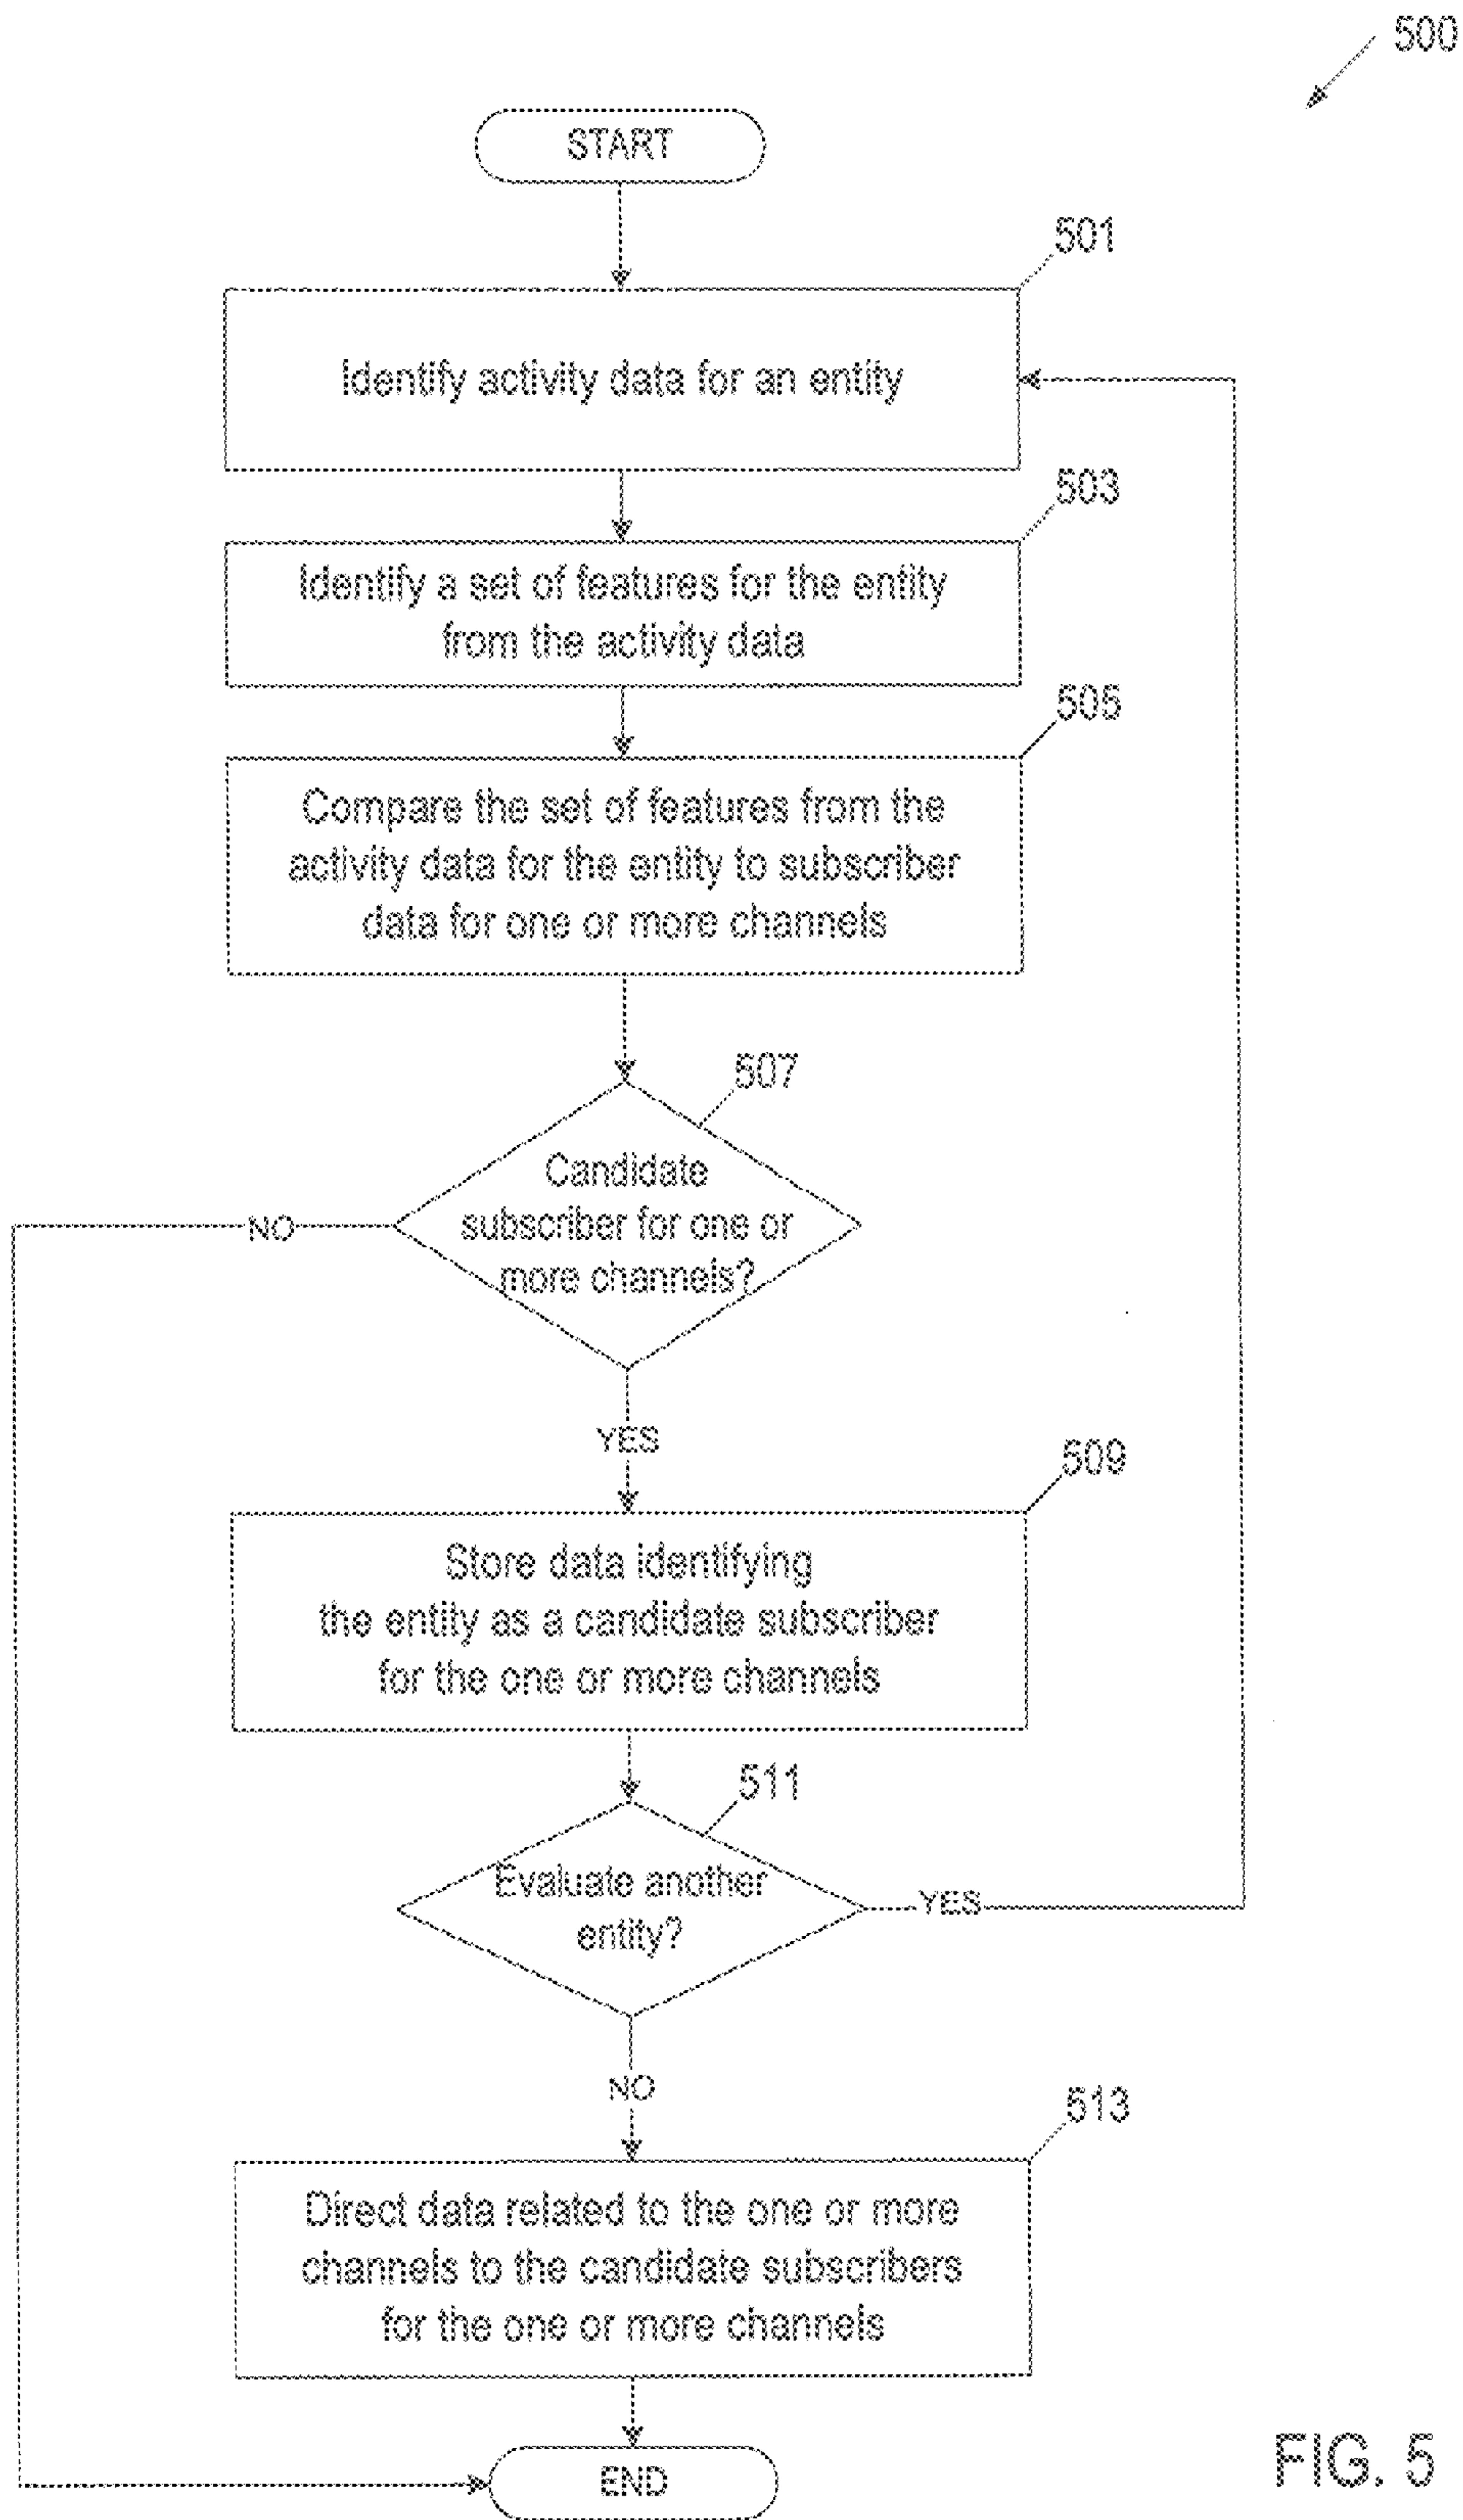 500
START
501
Identify activity data for an entity
503
Identify a set of features for the entity
from the activity data
505
Compare the set of features from the
activity data for the entity to subscriber
data for one or more channels
507
Candidate
subscriber for one or
more channels?
NO
YES
509
Store data identifying
the entity as a candidate subscriber
for the one or more channels
511
Evaluate another
entity?
YES
NO
513
Direct data related to the one or more
channels to the candidate subscribers
for the one or more channels
END
FIG. 5